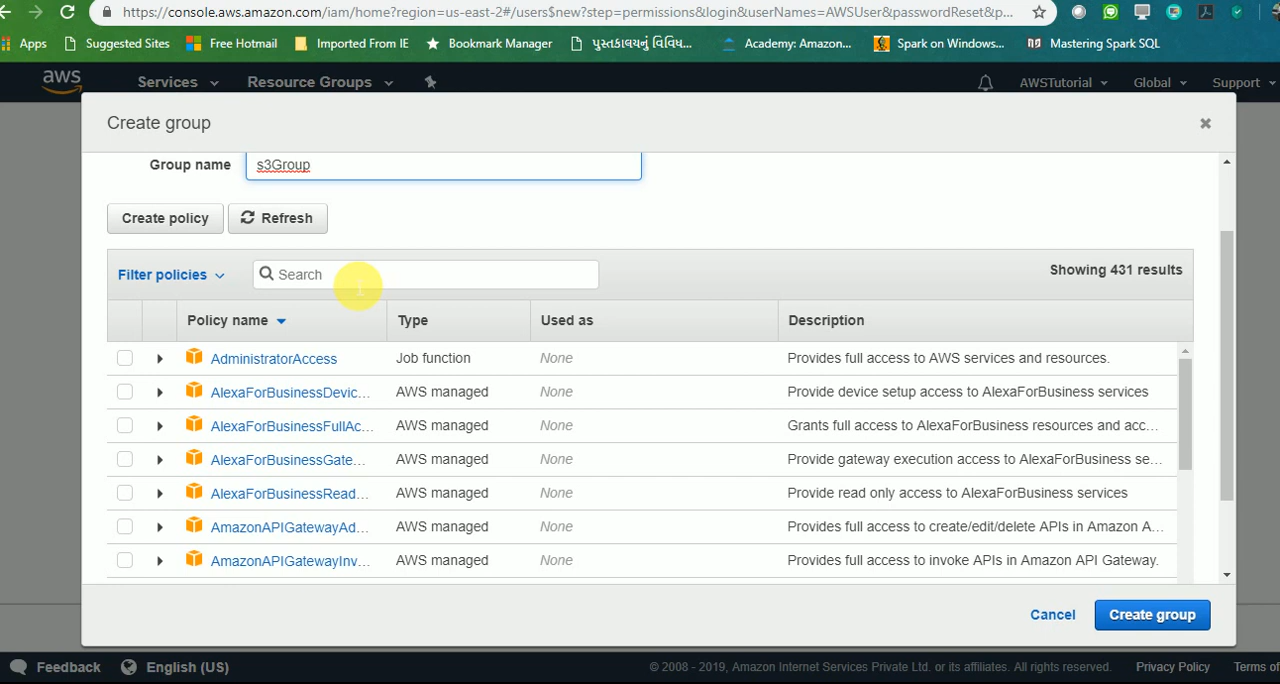 https://console.aws.amazon.com/iam/home?region=us-east-2#/users$new?step=permissions&login&userNames=AWSUser&passwordReset&p...
Apps Suggested Sites Free Hotmail Imported From IE Bookmark Manager પુસ્તકાલયનું વિવિ... Academy: Amazon... Spark on Windows... Mastering Spark SQL
aws Services Resource Groups AWSTutorial Global Support
Create group
Group name s3Group
Create policy Refresh
Filter policies Search Showing 431 results
Policy name Type Used as Description
AdministratorAccess Job function None Provides full access to AWS services and resources.
AlexaForBusinessDevic... AWS managed None Provide device setup access to AlexaForBusiness services
AlexaForBusinessFullAc... AWS managed None Grants full access to AlexaForBusiness resources and acc...
AlexaForBusinessGate... AWS managed None Provide gateway execution access to AlexaForBusiness se...
AlexaForBusinessRead... AWS managed None Provide read only access to AlexaForBusiness services
AmazonAPIGatewayAd... AWS managed None Provides full access to create/edit/delete APIs in Amazon A...
AmazonAPIGatewayInv... AWS managed None Provides full access to invoke APIs in Amazon API Gateway.
Cancel Create group
Feedback English (US) © 2008 - 2019, Amazon Internet Services Private Ltd. or its affiliates. All rights reserved. Privacy Policy Terms of